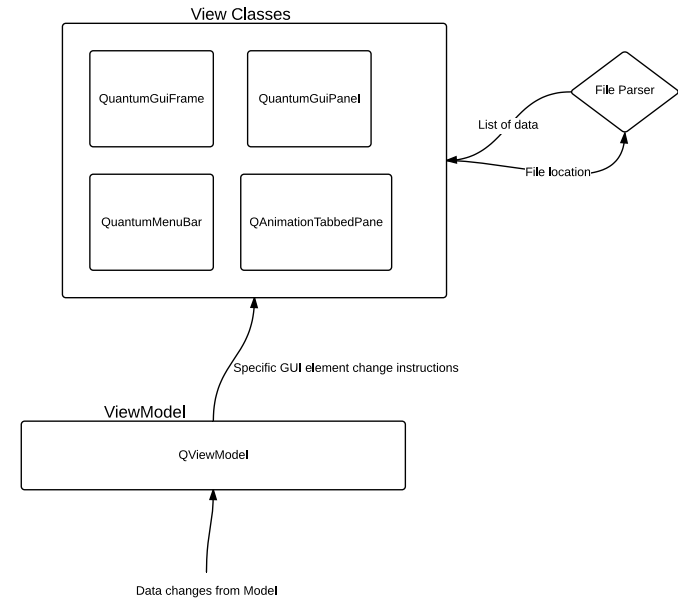 View Classes
QuantumGuiFrame
QuantumGuiPanel
File Parser
List of data
File location
QuantumMenuBar
QAnimationTabbedPane
Specific GUI element change instructions
ViewModel
QViewModel
Data changes from Model